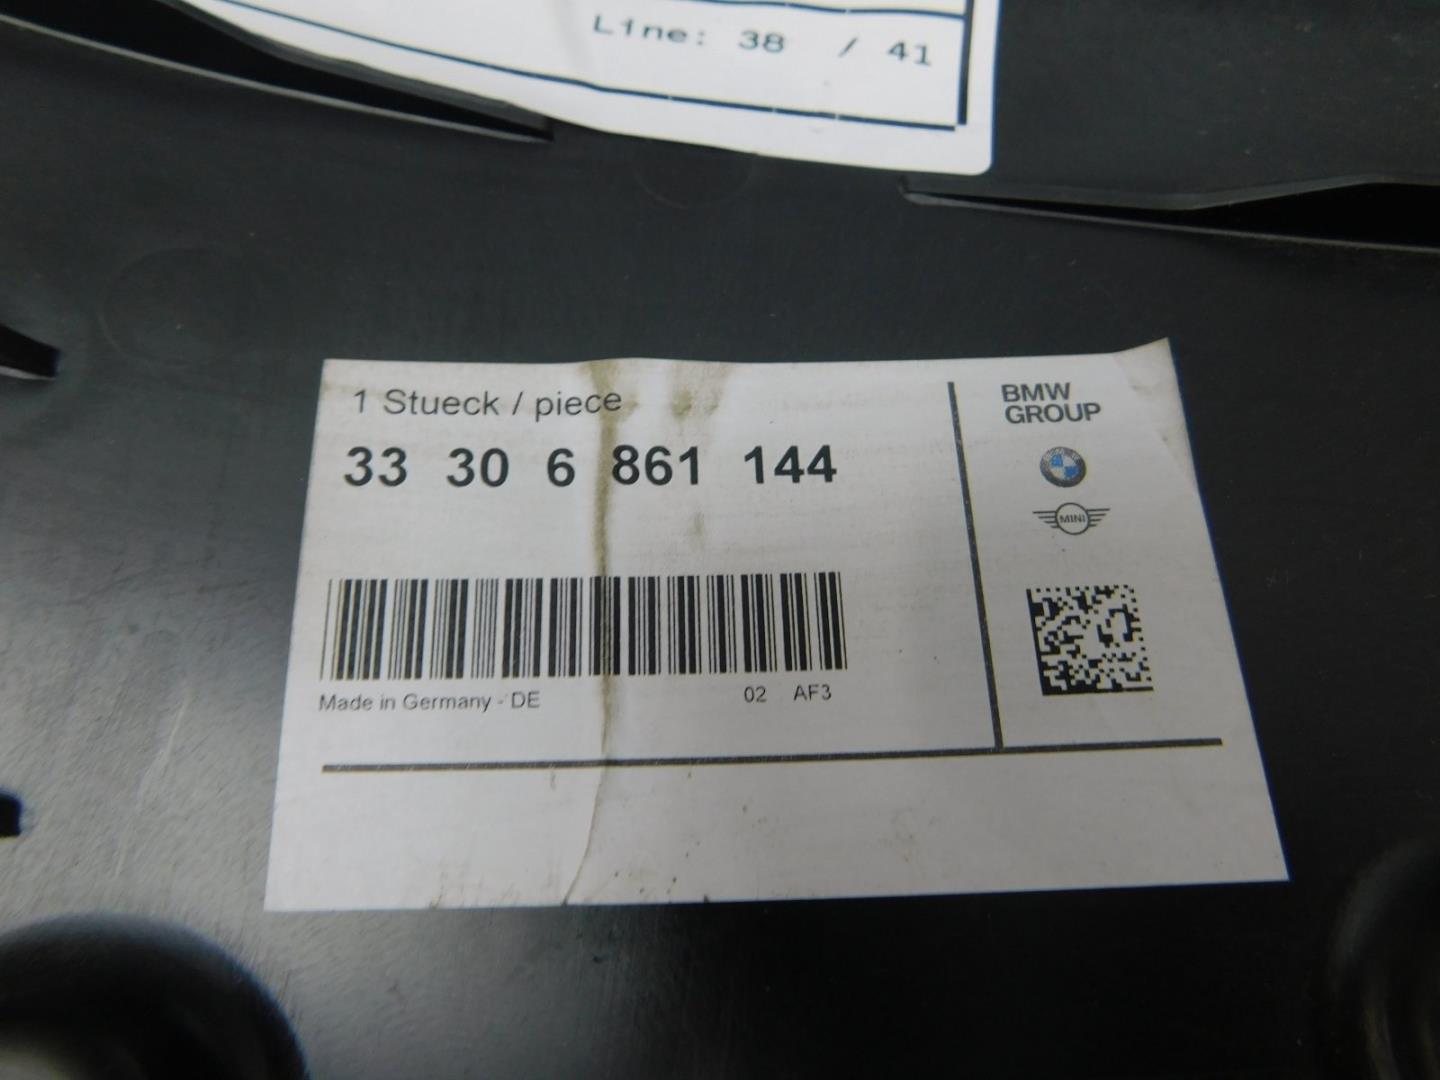 Line: 38 / 41
1 Stueck / piece
33 30 6 861 144
Made in Germany - DE 02 AF3
BMW
GROUP
MINI